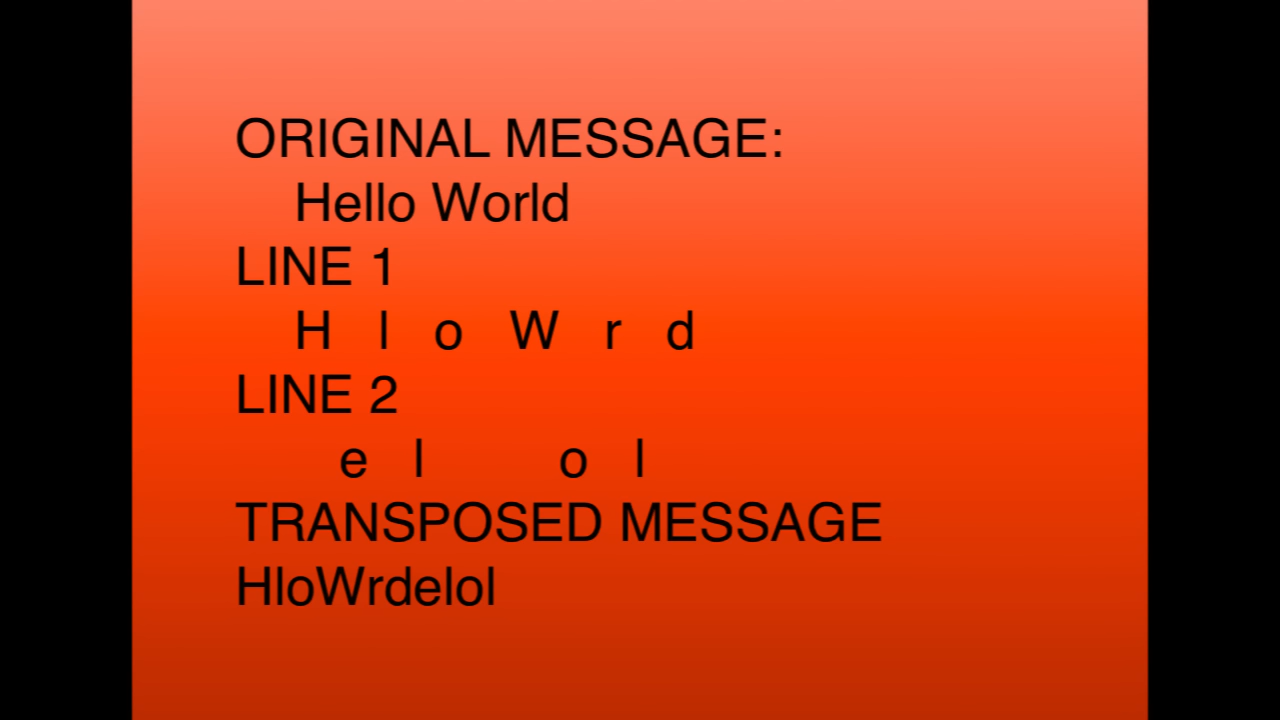 ORIGINAL MESSAGE:
Hello World
LINE 1
H l o W r d
LINE 2
e l o l
TRANSPOSED MESSAGE
HloWrdelol